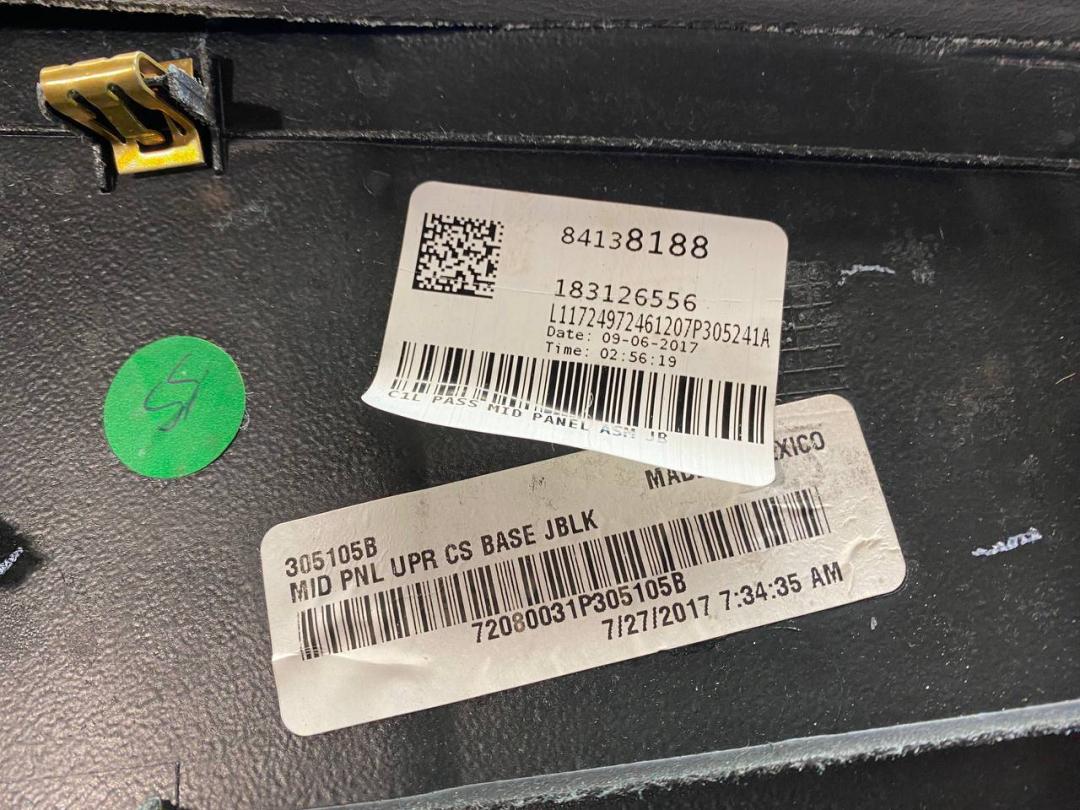 84138188
183126556
L11724972461207P305241A
Date: 09-06-2017
Time: 02:56:19
C1L PASS MID PANEL ASM JB
305105B
MID PNL UPR CS BASE JBLK
72080031P305105B
7/27/2017 7:34:35 AM